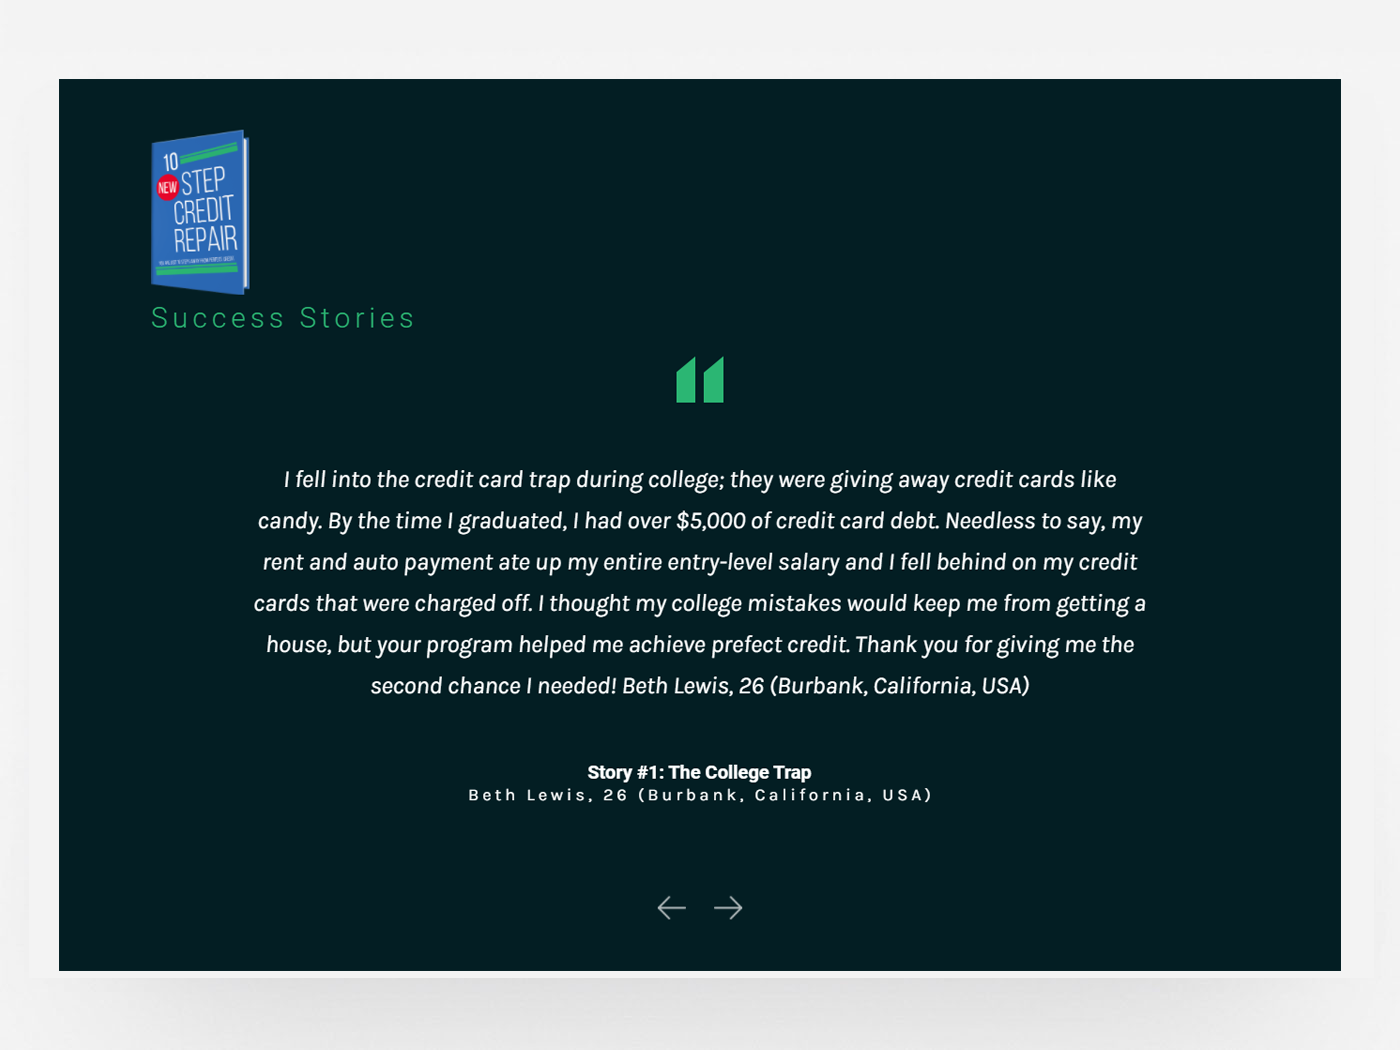 10
NEW
STEP
CREDIT
REPAIR
Success Stories
I fell into the credit card trap during college; they were giving away credit cards like
candy. By the time I graduated, I had over $5,000 of credit card debt. Needless to say, my
rent and auto payment ate up my entire entry-level salary and I fell behind on my credit
cards that were charged off. I thought my college mistakes would keep me from getting a
house, but your program helped me achieve prefect credit. Thank you for giving me the
second chance I needed! Beth Lewis, 26 (Burbank, California, USA)
Story #1: The College Trap
Beth Lewis, 26 (Burbank, California, USA)